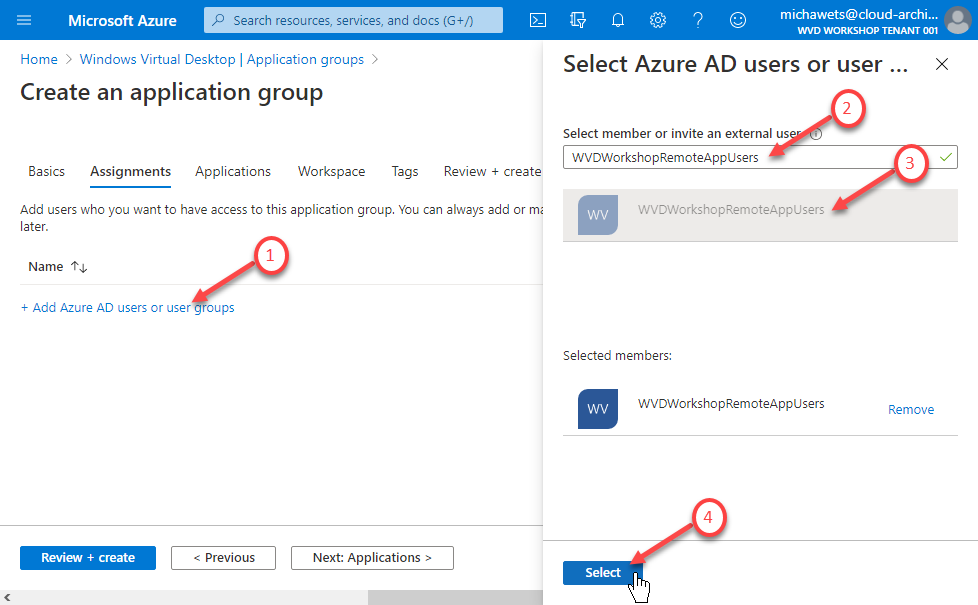 Microsoft Azure
Search resources, services, and docs (G+/)
michawets@cloud-archi...
WVD WORKSHOP TENANT 001
Home > Windows Virtual Desktop | Application groups >
Create an application group
Basics Assignments Applications Workspace Tags Review + create
Add users who you want to have access to this application group. You can always add or ma
later.
Name ↑↓
1
+ Add Azure AD users or user groups
Review + create
< Previous
Next: Applications >
Select Azure AD users or user ...
2
Select member or invite an external user
WVDWorkshopRemoteAppUsers
3
WV
WVDWorkshopRemoteAppUsers
Selected members:
WV
WVDWorkshopRemoteAppUsers
Remove
4
Select